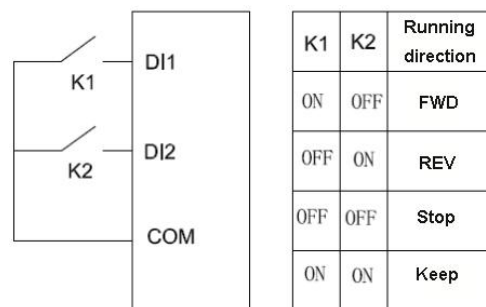 K1
DI1
K2
DI2
COM
K1 K2 Running
direction
ON OFF FWD
OFF ON REV
OFF OFF Stop
ON ON Keep